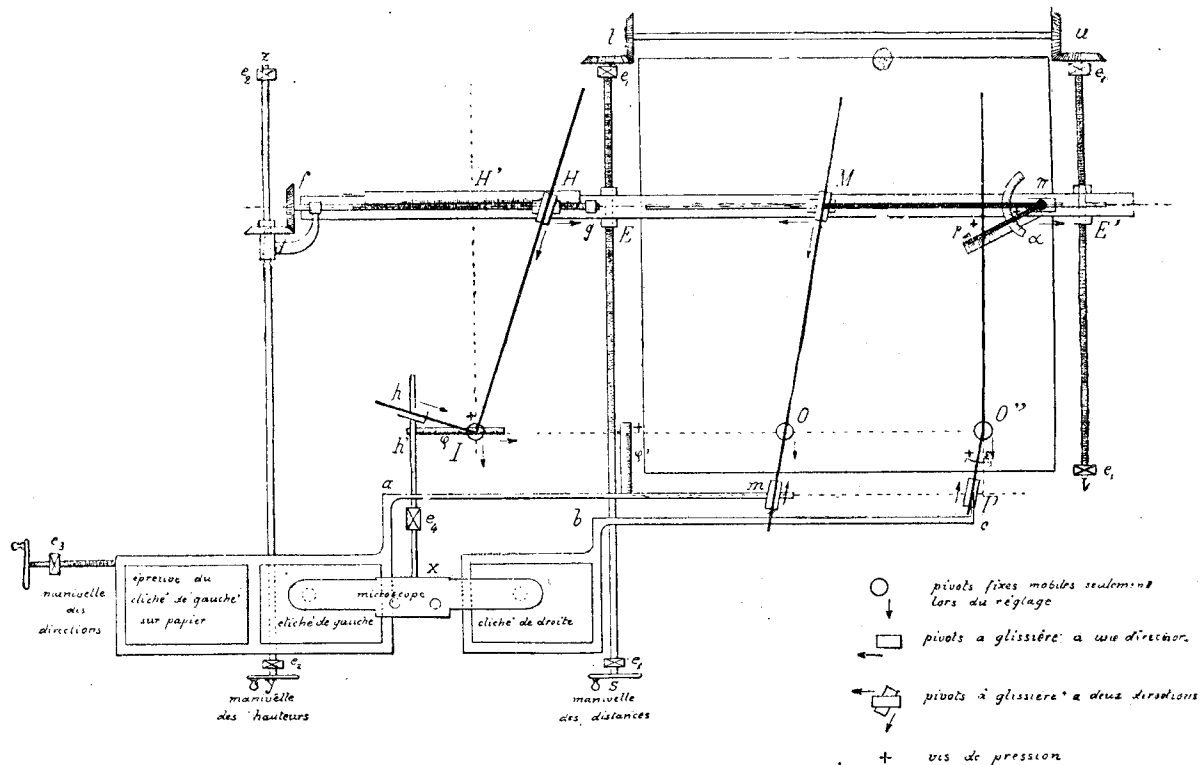 l
u
z
e₂
e₁
e₁
f
H'
H
M
π
g
E
P
α
E'
h
h'
φ
I
O
O"
φ'
e₁
a
m
P'
b
c
e₄
e₃
x
manivelle
des
directions
épreuve du
cliché de gauche
sur papier
microscope
cliché de gauche
cliché de droite
e₂
y
manivelle
des hauteurs
e₁
S
manivelle
des distances
pivots fixes mobiles seulement
lors du réglage
pivots a glissière a une direction
pivots à glissière a deux directions
+ vis de pression